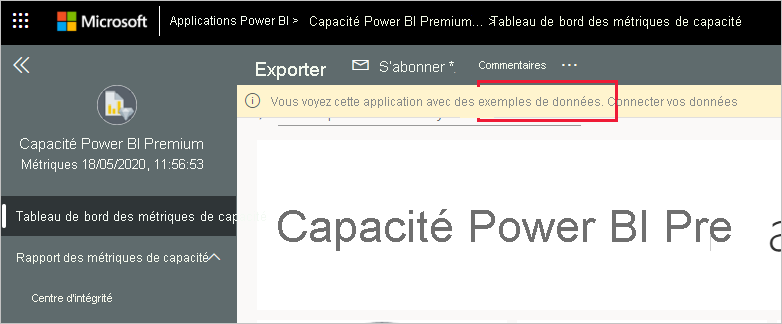 Microsoft Applications Power BI > Capacité Power BI Premium... > Tableau de bord des métriques de capacité
Exporter S'abonner * Commentaires ...
Vous voyez cette application avec des exemples de données. Connecter vos données
Capacité Power BI Premium
Métriques 18/05/2020, 11:56:53
Tableau de bord des métriques de cap
Capacité Power BI Pre
Rapport des métriques de capacité
Centre d'intégrité